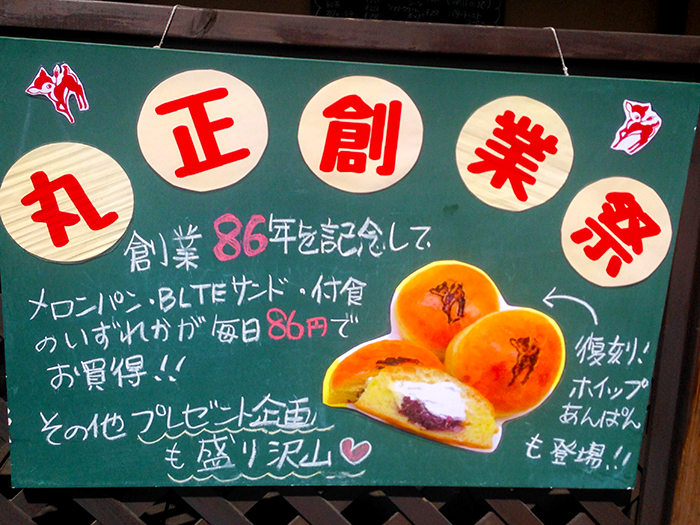 丸正創業祭
創業86年を記念して
メロンパン・BLTEサンド・付食
のいずれかが毎日86円で
お買得!!
その他プレゼント企画
も盛り沢山♡
復刻!
ホイップ
あんぱん
も登場!!